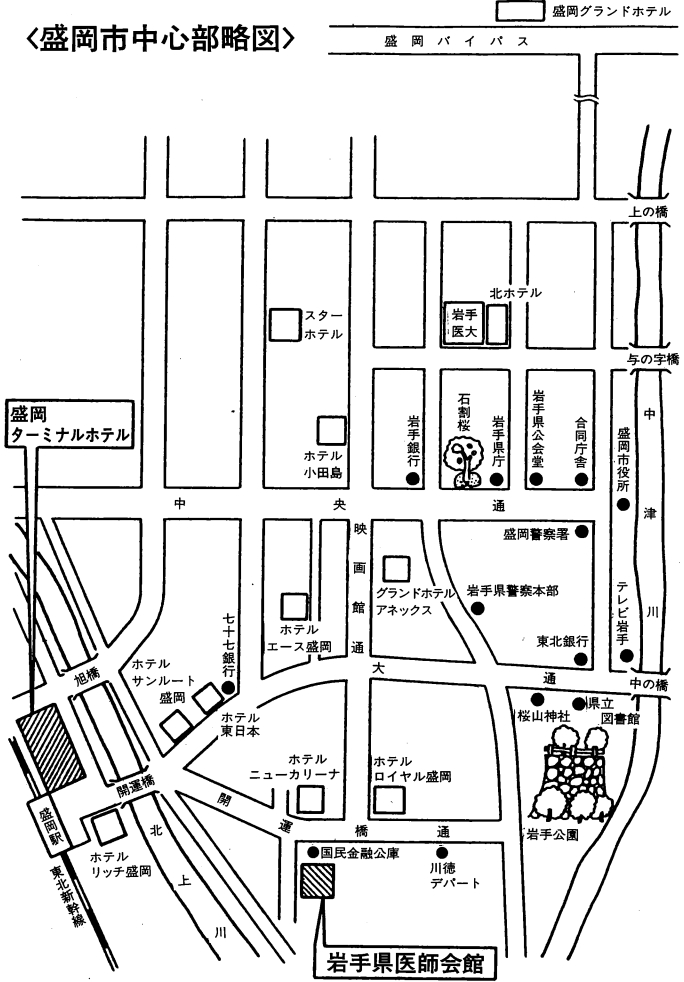 盛岡グランドホテル
〈盛岡市中心部略図〉
盛岡バイパス
上の橋
北ホテル
岩手
医大
スター
ホテル
与の字橋
盛岡
ターミナルホテル
石割桜
岩手県公会堂
岩手銀行
岩手県庁
合同庁舎
盛岡市役所
中津川
ホテル
小田島
中央通
映画館通
盛岡警察署
グランドホテル
アネックス
岩手県警察本部
テレビ岩手
七十七銀行
ホテル
エース盛岡
東北銀行
大通
旭橋
ホテル
サンルート
盛岡
中の橋
ホテル
東日本
桜山神社
県立
図書館
ホテル
ニューカリーナ
ホテル
ロイヤル盛岡
開運橋
開運橋通
盛岡駅
北上川
岩手公園
ホテル
リッチ盛岡
国民金融公庫
川徳
デパート
東北新幹線
岩手県医師会館